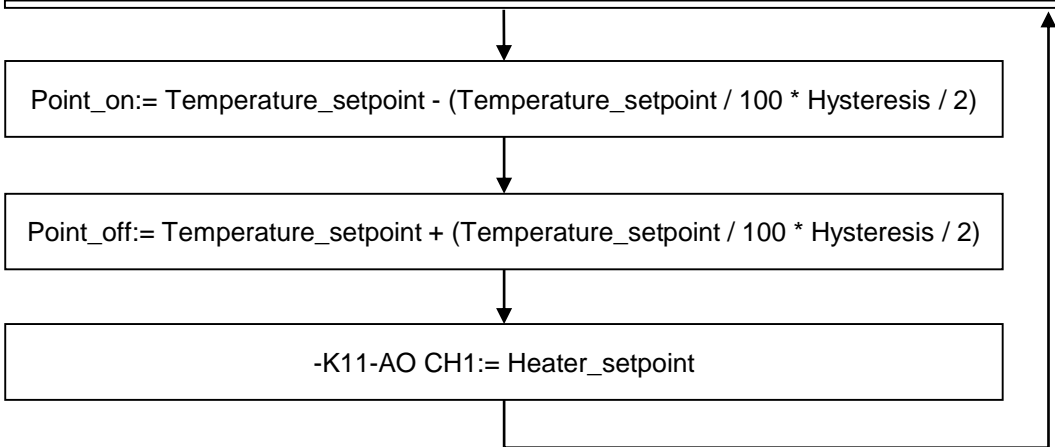 Point_on:= Temperature_setpoint - (Temperature_setpoint / 100 * Hysteresis / 2)
Point_off:= Temperature_setpoint + (Temperature_setpoint / 100 * Hysteresis / 2)
-K11-AO CH1:= Heater_setpoint